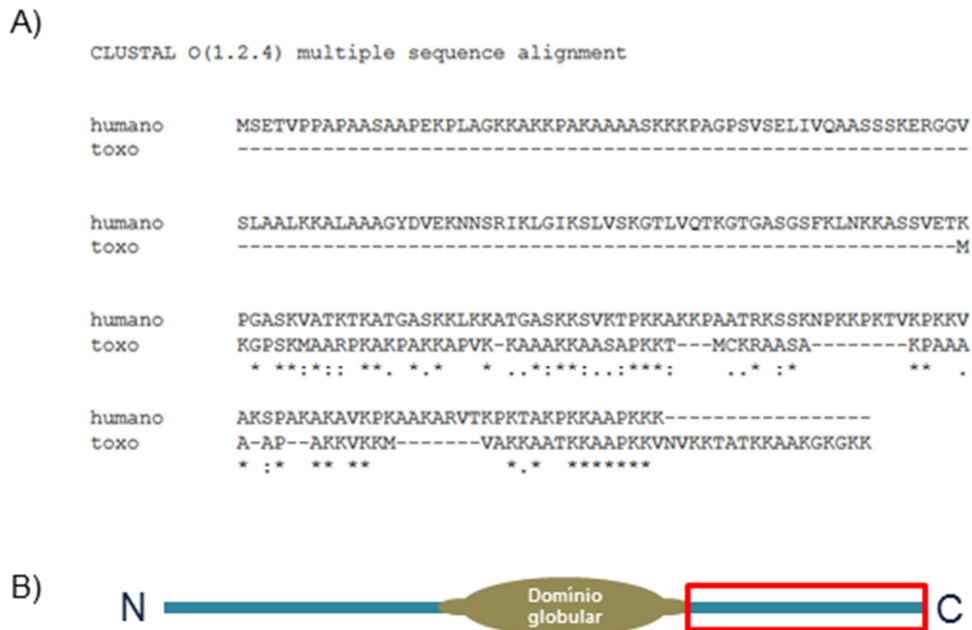 A)
CLUSTAL O(1.2.4) multiple sequence alignment
humano MSETVPPAPAASAAPEKPLAGKKAKKPAKAAAASKKKPAGPSVSELIVQAASSSKERGGV
toxo ------------------------------------------------------------
humano SLAALKKALAAAGYDVEKNNSRIKLGIKSLVSKGTLVQTKGTGASGSFKLNKKASSVETK
toxo -----------------------------------------------------------M
humano PGASKVATKTKATGASKKLKKATGASKKSVKTPKKAKKPAATRKSSKNPKKPKTVKPKKV
toxo KGPSKMAARPKAKPAKKAPVK-KAAAKKAASAPKKT---MCKRAASA--------KPAAA
* **:*:: **. *.* * ..*:**:..:***: ..* :* ** .
humano AKSPAKAKAVKPKAAKARVTKPKTAKPKKAAPKKK-----------------
toxo A-AP--AKKVKKM-------VAKKAATKKAAPKKVNVKKTATKKAAKGKGKK
* :* ** ** *.* *******
B)
N Domínio globular C